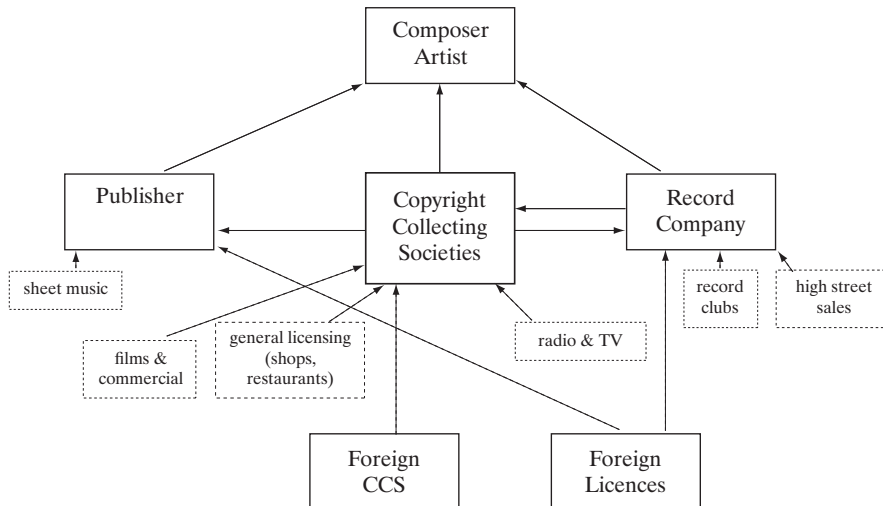 Composer
Artist
Publisher
Copyright
Collecting
Societies
Record
Company
sheet music
films &
commercial
general licensing
(shops,
restaurants)
radio & TV
record
clubs
high street
sales
Foreign
CCS
Foreign
Licences